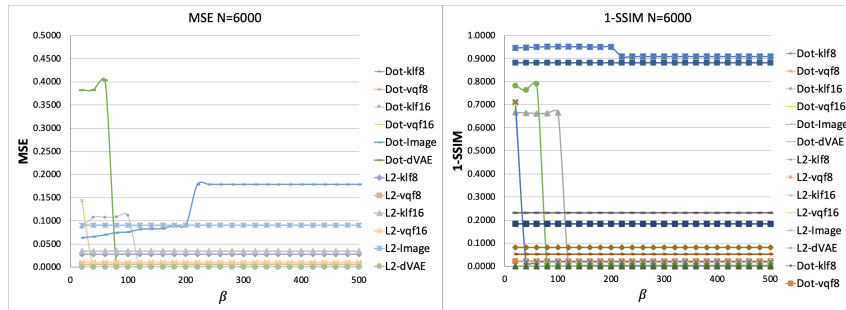 MSE N=6000
0.5000
0.4500
0.4000
0.3500
0.3000
0.2500
0.2000
0.1500
0.1000
0.0500
0.0000
MSE
0
100
200
300
400
500
β
Dot-klf8
Dot-vqf8
Dot-klf16
Dot-vqf16
Dot-Image
Dot-dVAE
L2-klf8
L2-vqf8
L2-klf16
L2-vqf16
L2-Image
L2-dVAE
1-SSIM N=6000
1.0000
0.9000
0.8000
0.7000
0.6000
0.5000
0.4000
0.3000
0.2000
0.1000
0.0000
1-SSIM
0
100
200
300
400
500
β
Dot-klf8
Dot-vqf8
Dot-klf16
Dot-vqf16
Dot-Image
Dot-dVAE
L2-klf8
L2-vqf8
L2-klf16
L2-vqf16
L2-Image
L2-dVAE
Dot-klf8
Dot-vqf8